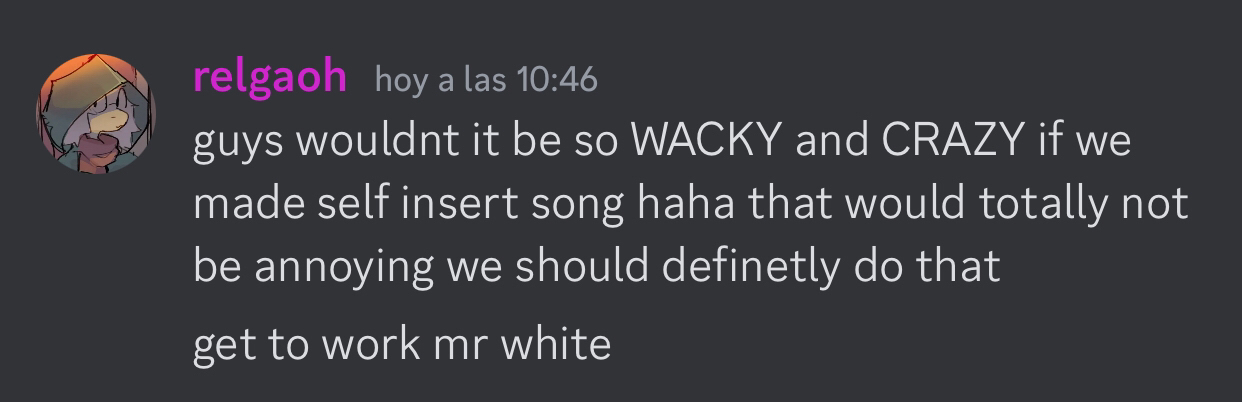 relgaoh hoy a las 10:46
guys wouldnt it be so WACKY and CRAZY if we
made self insert song haha that would totally not
be annoying we should definetly do that
get to work mr white